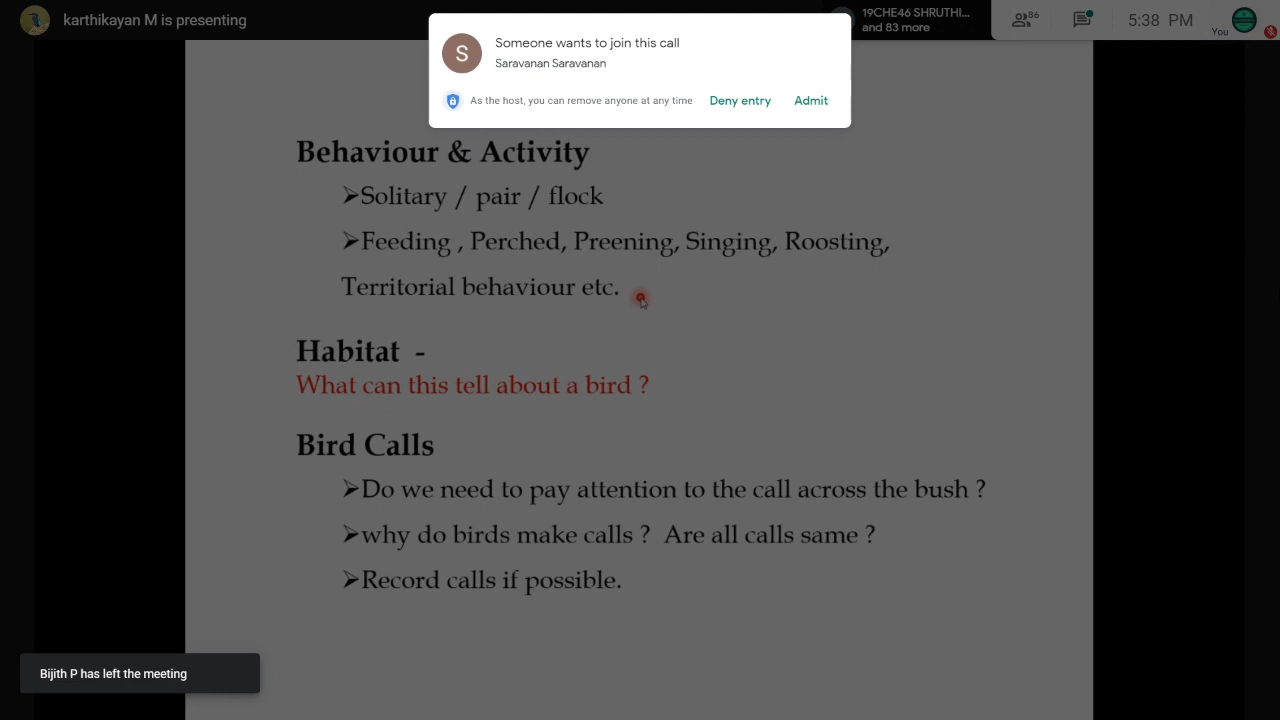 karthikayan M is presenting
19CHE46 SHRUTHI...
and 83 more
86
5:38 PM
You
S
Someone wants to join this call
Saravanan Saravanan
As the host, you can remove anyone at any time
Deny entry
Admit
Behaviour & Activity
➢Solitary / pair / flock
➢Feeding , Perched, Preening, Singing, Roosting,
Territorial behaviour etc.
Habitat -
What can this tell about a bird ?
Bird Calls
➢Do we need to pay attention to the call across the bush ?
➢why do birds make calls ? Are all calls same ?
➢Record calls if possible.
Bijith P has left the meeting